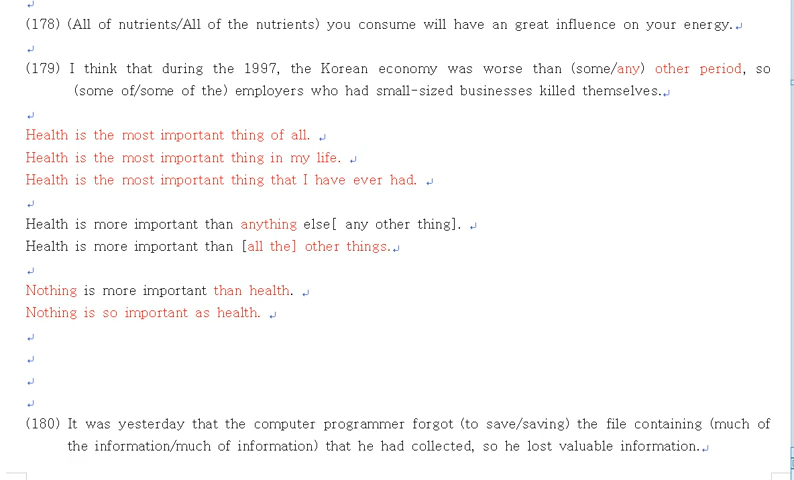 (178) (All of nutrients/All of the nutrients) you consume will have an great influence on your energy.
(179) I think that during the 1997, the Korean economy was worse than (some/any) other period, so
(some of/some of the) employers who had small-sized businesses killed themselves.
Health is the most important thing of all.
Health is the most important thing in my life.
Health is the most important thing that I have ever had.
Health is more important than anything else[ any other thing].
Health is more important than [all the] other things.
Nothing is more important than health.
Nothing is so important as health.
(180) It was yesterday that the computer programmer forgot (to save/saving) the file containing (much of
the information/much of information) that he had collected, so he lost valuable information.